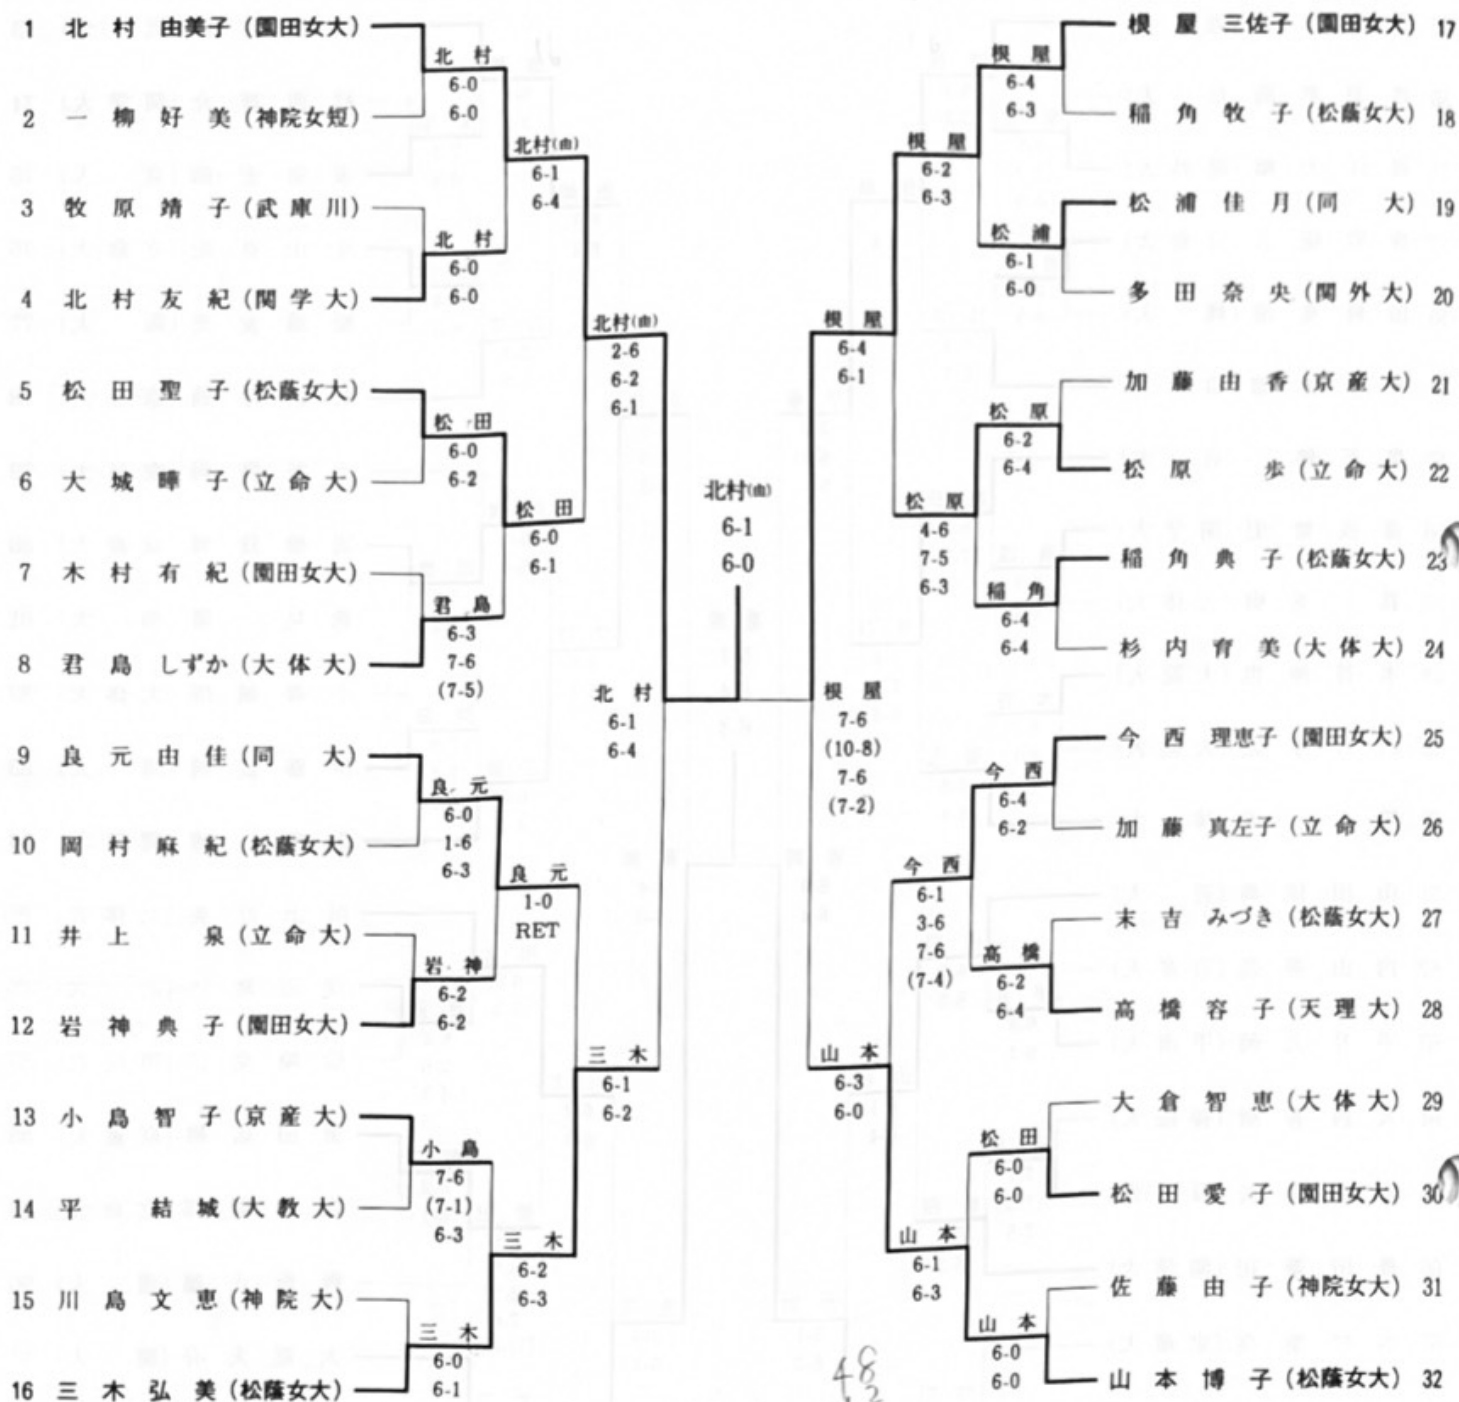 1 北村 由美子 (園田女大)
2 一柳好美 (神院女短)
3 牧原靖子 (武庫川)
4 北村友紀 (関学大)
5 松田聖子 (松蔭女大)
6 大城暁子 (立命大)
7 木村有紀 (園田女大)
8 君島しずか (大体大)
9 良元由佳 (同大)
10 岡村麻紀 (松蔭女大)
11 井上泉 (立命大)
12 岩神典子 (園田女大)
13 小島智子 (京産大)
14 平結城 (大教大)
15 川島文恵 (神院大)
16 三木弘美 (松蔭女大)
北村
6-0
6-0
北村
6-0
6-0
松田
6-0
6-2
君島
6-3
7-6
(7-5)
良元
6-0
1-6
6-3
岩神
6-2
6-2
小島
7-6
(7-1)
6-3
三木
6-0
6-1
北村(由)
6-1
6-4
松田
6-0
6-1
良元
1-0
RET
三木
6-2
6-3
北村(由)
2-6
6-2
6-1
三木
6-1
6-2
北村
6-1
6-4
北村(由)
6-1
6-0
根屋
7-6
(10-8)
7-6
(7-2)
根屋
6-4
6-1
山本
6-3
6-0
根屋
6-2
6-3
松原
4-6
7-5
6-3
今西
6-1
3-6
7-6
(7-4)
山本
6-1
6-3
根屋
6-4
6-3
松浦
6-1
6-0
松原
6-2
6-4
稲角
6-4
6-4
今西
6-4
6-2
高橋
6-2
6-4
松田
6-0
6-0
山本
6-0
6-0
根屋 三佐子 (園田女大) 17
稲角牧子 (松蔭女大) 18
松浦佳月 (同大) 19
多田奈央 (関外大) 20
加藤由香 (京産大) 21
松原歩 (立命大) 22
稲角典子 (松蔭女大) 23
杉内育美 (大体大) 24
今西 理恵子 (園田女大) 25
加藤 真左子 (立命大) 26
末吉 みづき (松蔭女大) 27
高橋容子 (天理大) 28
大倉智恵 (大体大) 29
松田愛子 (園田女大) 30
佐藤由子 (神院女大) 31
山本博子 (松蔭女大) 32